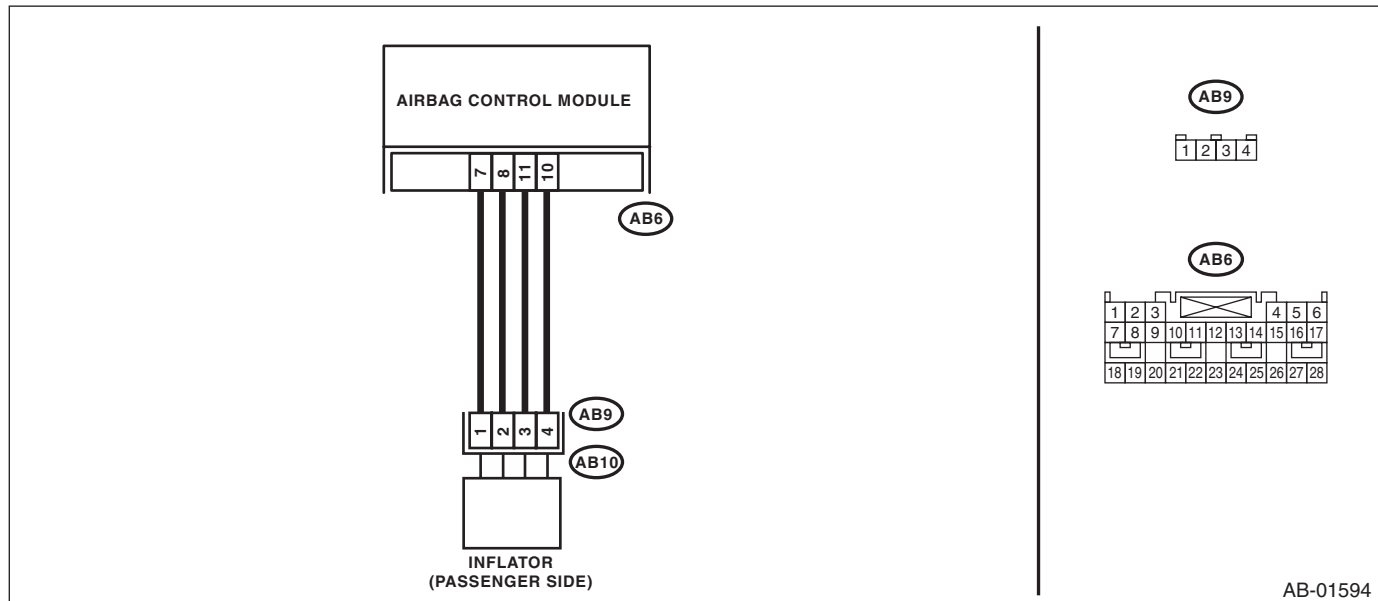 AIRBAG CONTROL MODULE
7 8 11 10
AB6
AB9
1 2 3 4
AB10
INFLATOR
(PASSENGER SIDE)
AB9
1 2 3 4
AB6
1 2 3 4 5 6
7 8 9 10 11 12 13 14 15 16 17
18 19 20 21 22 23 24 25 26 27 28
AB-01594